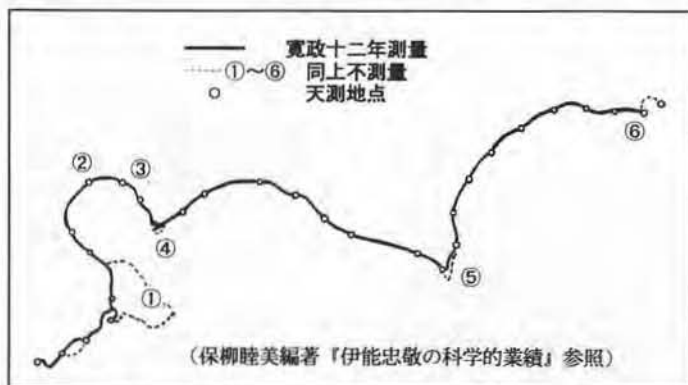 寛政十二年測量
①～⑥ 同上不測量
天測地点
②
③
④
①
⑤
⑥
(保柳睦美編著『伊能忠敬の科学的業績』参照)